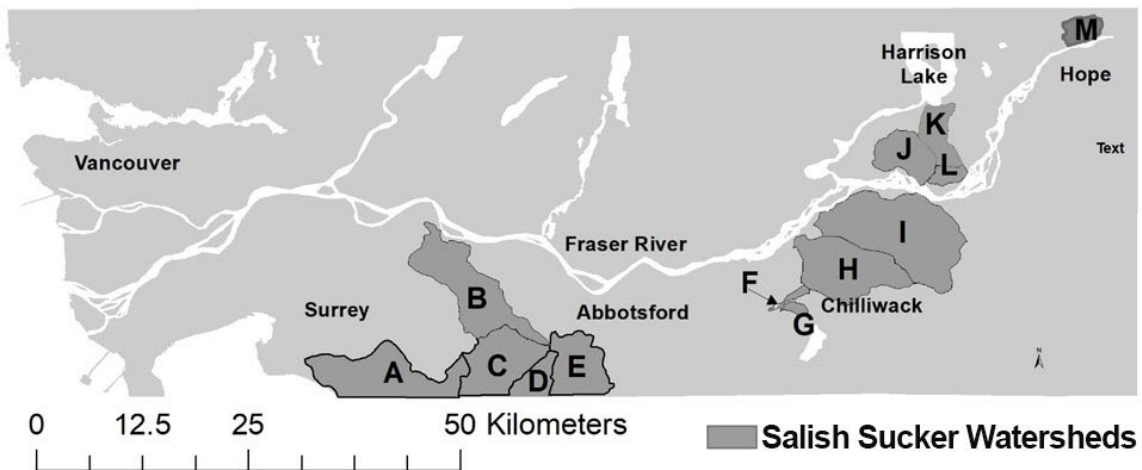 M
Harrison
Lake
Hope
K
Text
J
L
Vancouver
I
Fraser River
H
F
B
Surrey
Abbotsford
Chilliwack
G
N
A
C
D
E
0 12.5 25 50 Kilometers
Salish Sucker Watersheds